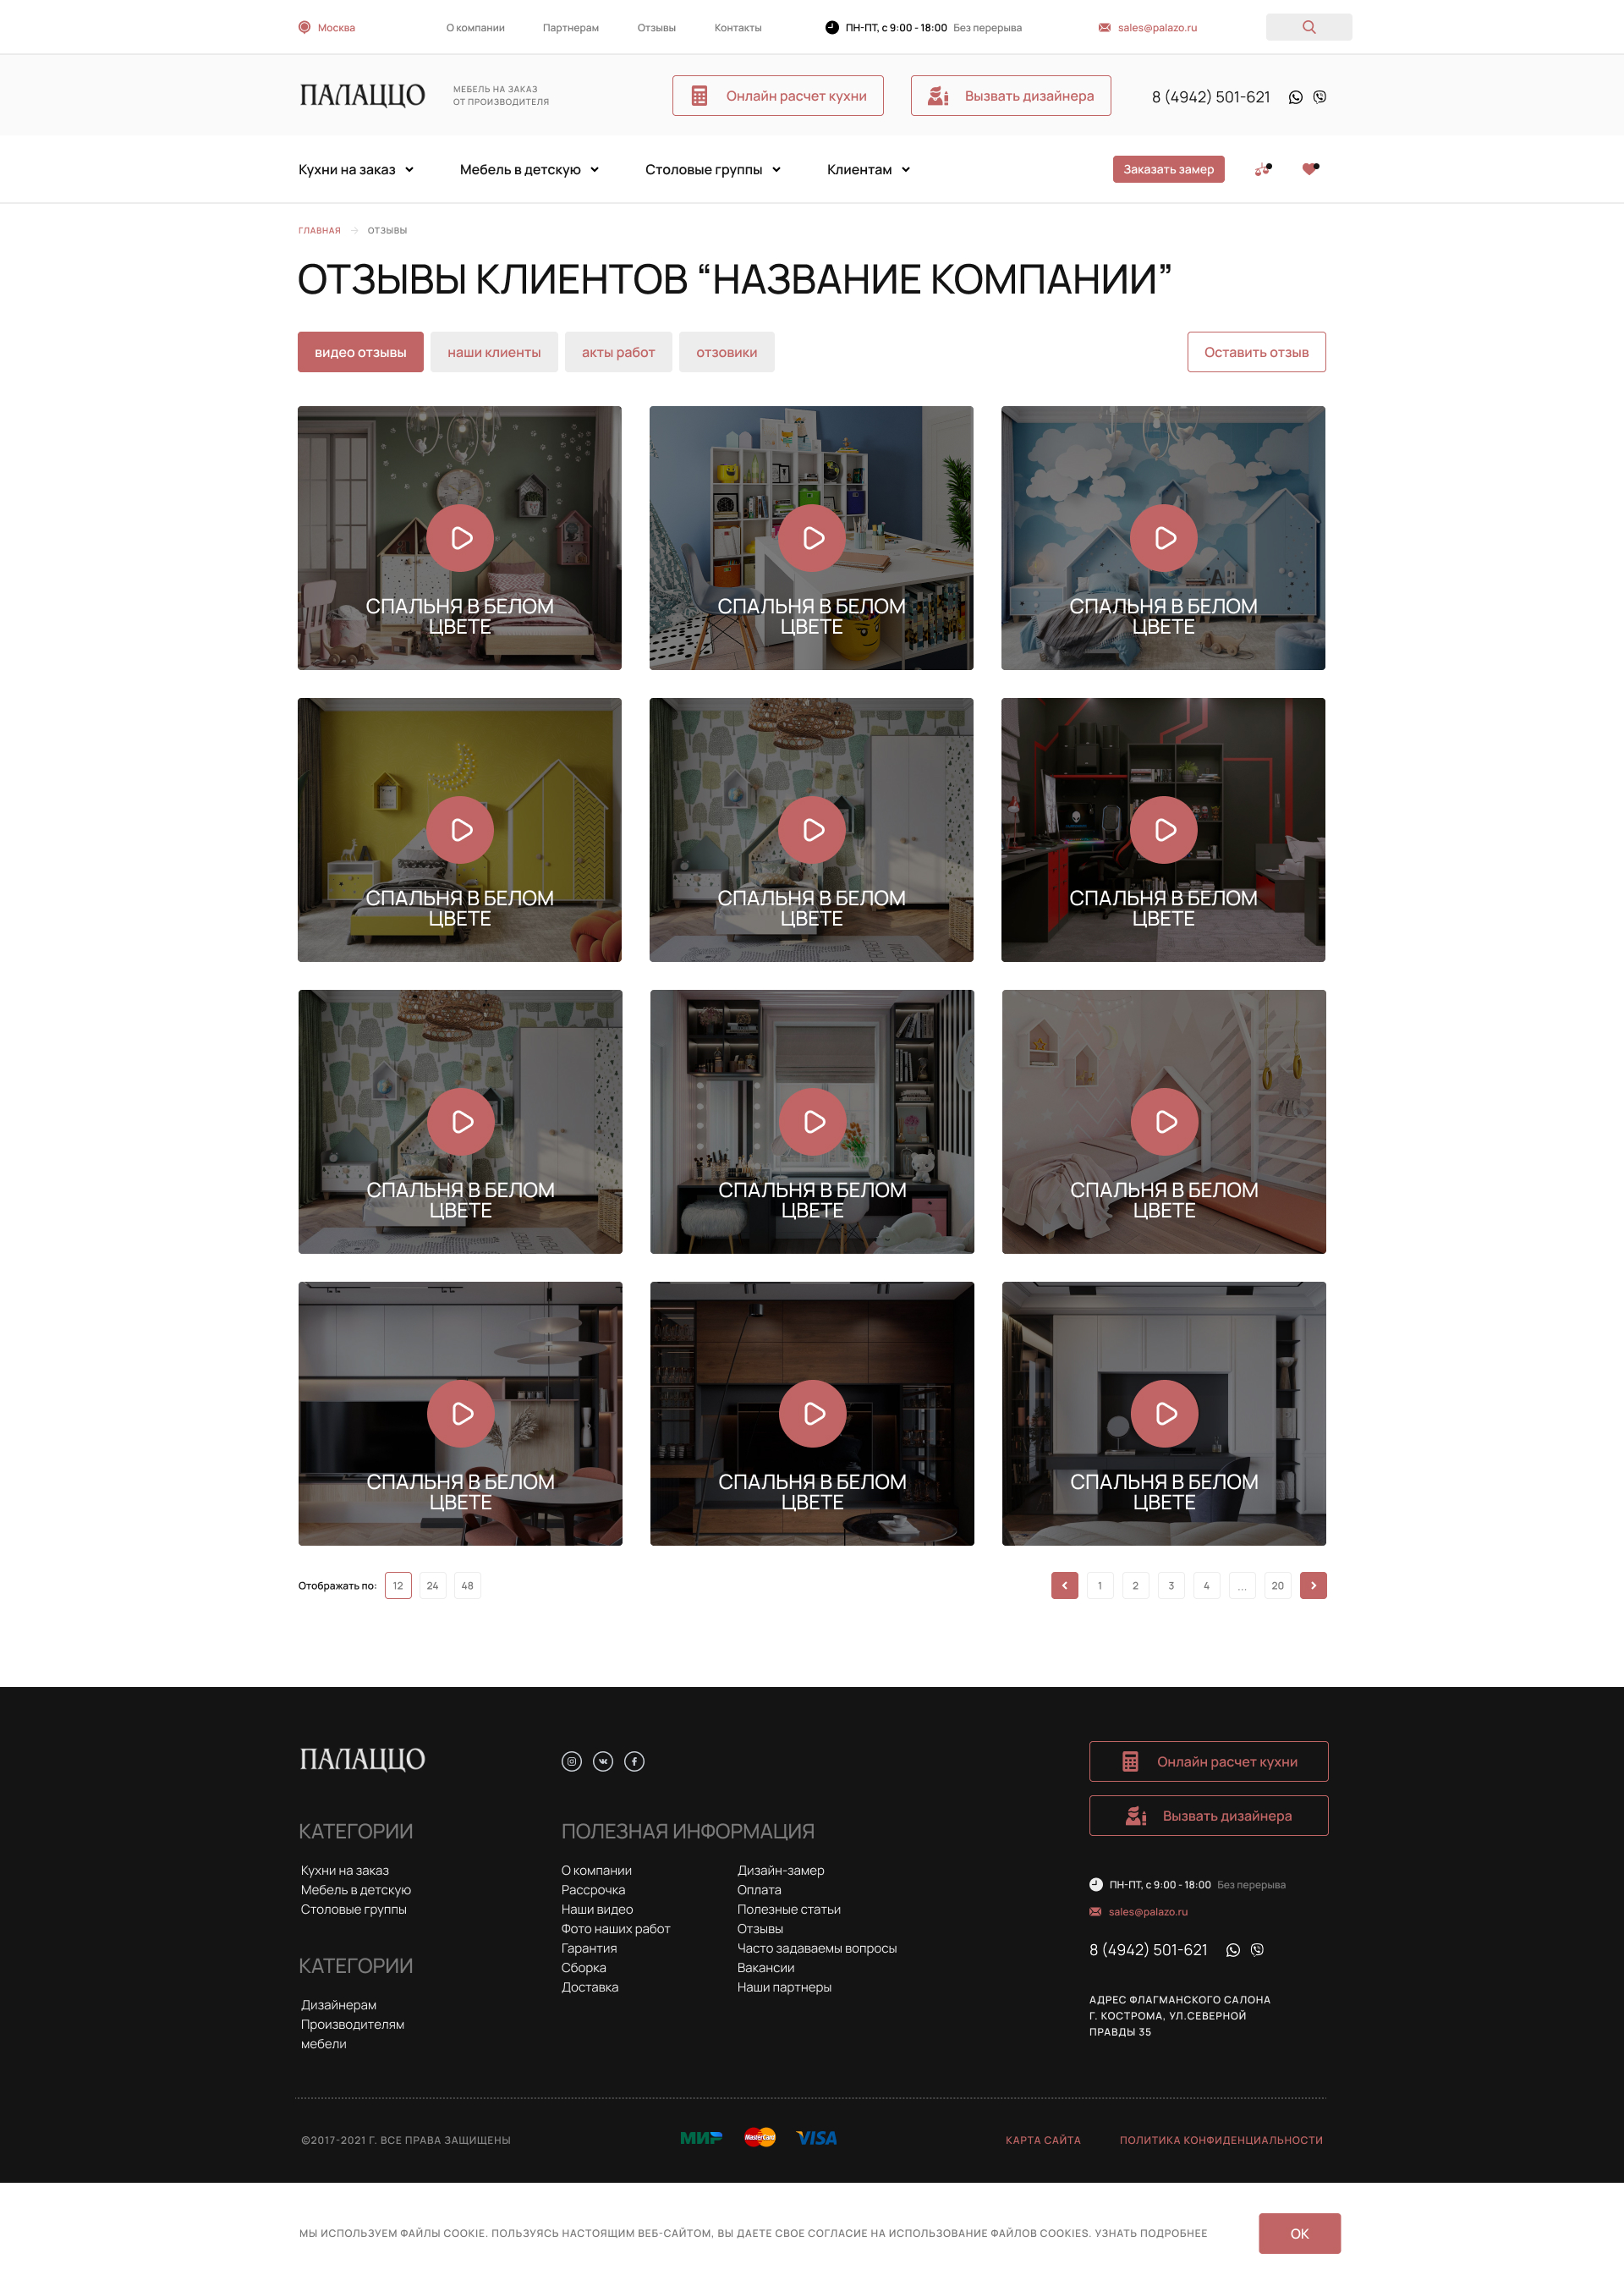 Москва
О компании
Партнерам
Отзывы
Контакты
ПН-ПТ, с 9:00 - 18:00 Без перерыва
sales@palazo.ru
ПАЛАЦЦО
МЕБЕЛЬ НА ЗАКАЗ
ОТ ПРОИЗВОДИТЕЛЯ
Онлайн расчет кухни
Вызвать дизайнера
8 (4942) 501-621
Кухни на заказ
Мебель в детскую
Столовые группы
Клиентам
Заказать замер
ГЛАВНАЯ
ОТЗЫВЫ
ОТЗЫВЫ КЛИЕНТОВ “НАЗВАНИЕ КОМПАНИИ”
видео отзывы
наши клиенты
акты работ
отзовики
Оставить отзыв
СПАЛЬНЯ В БЕЛОМ
ЦВЕТЕ
СПАЛЬНЯ В БЕЛОМ
ЦВЕТЕ
СПАЛЬНЯ В БЕЛОМ
ЦВЕТЕ
СПАЛЬНЯ В БЕЛОМ
ЦВЕТЕ
СПАЛЬНЯ В БЕЛОМ
ЦВЕТЕ
СПАЛЬНЯ В БЕЛОМ
ЦВЕТЕ
СПАЛЬНЯ В БЕЛОМ
ЦВЕТЕ
СПАЛЬНЯ В БЕЛОМ
ЦВЕТЕ
СПАЛЬНЯ В БЕЛОМ
ЦВЕТЕ
СПАЛЬНЯ В БЕЛОМ
ЦВЕТЕ
СПАЛЬНЯ В БЕЛОМ
ЦВЕТЕ
СПАЛЬНЯ В БЕЛОМ
ЦВЕТЕ
Отображать по: 12 24 48
1 2 3 4 ... 20
ПАЛАЦЦО
КАТЕГОРИИ
Кухни на заказ
Мебель в детскую
Столовые группы
КАТЕГОРИИ
Дизайнерам
Производителям
мебели
ПОЛЕЗНАЯ ИНФОРМАЦИЯ
О компании
Рассрочка
Наши видео
Фото наших работ
Гарантия
Сборка
Доставка
Дизайн-замер
Оплата
Полезные статьи
Отзывы
Часто задаваемы вопросы
Вакансии
Наши партнеры
Онлайн расчет кухни
Вызвать дизайнера
ПН-ПТ, с 9:00 - 18:00 Без перерыва
sales@palazo.ru
8 (4942) 501-621
АДРЕС ФЛАГМАНСКОГО САЛОНА
Г. КОСТРОМА, УЛ.СЕВЕРНОЙ
ПРАВДЫ 35
©2017-2021 Г. ВСЕ ПРАВА ЗАЩИЩЕНЫ
МИР
MasterCard
VISA
КАРТА САЙТА
ПОЛИТИКА КОНФИДЕНЦИАЛЬНОСТИ
МЫ ИСПОЛЬЗУЕМ ФАЙЛЫ COOKIE. ПОЛЬЗУЯСЬ НАСТОЯЩИМ ВЕБ-САЙТОМ, ВЫ ДАЕТЕ СВОЕ СОГЛАСИЕ НА ИСПОЛЬЗОВАНИЕ ФАЙЛОВ COOKIES. УЗНАТЬ ПОДРОБНЕЕ
ОК